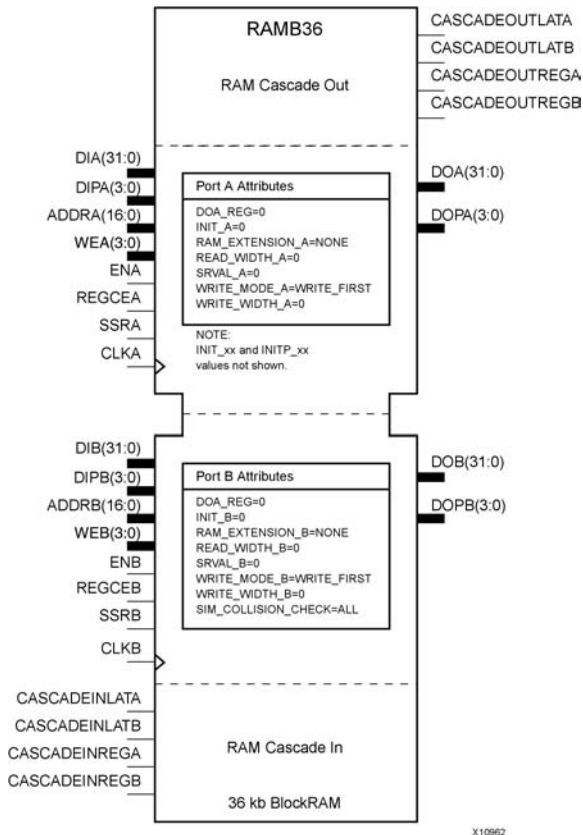 RAMB36
CASCADEOUTLATA
CASCADEOUTLATB
RAM Cascade Out
CASCADEOUTREGA
CASCADEOUTREGB
DIA(31:0)
DIPA(3:0)
ADDRA(16:0)
WEA(3:0)
ENA
REGCEA
SSRA
CLKA
Port A Attributes
DOA_REG=0
INIT_A=0
RAM_EXTENSION_A=NONE
READ_WIDTH_A=0
SRVAL_A=0
WRITE_MODE_A=WRITE_FIRST
WRITE_WIDTH_A=0
NOTE:
INIT_xx and INITP_xx
values not shown.
DOA(31:0)
DOPA(3:0)
DIB(31:0)
DIPB(3:0)
ADDRB(16:0)
WEB(3:0)
ENB
REGCEB
SSRB
CLKB
Port B Attributes
DOA_REG=0
INIT_B=0
RAM_EXTENSION_B=NONE
READ_WIDTH_B=0
SRVAL_B=0
WRITE_MODE_B=WRITE_FIRST
WRITE_WIDTH_B=0
SIM_COLLISION_CHECK=ALL
DOB(31:0)
DOPB(3:0)
CASCADEINLATA
CASCADEINLATB
CASCADEINREGA
CASCADEINREGB
RAM Cascade In
36 kb BlockRAM
X10962